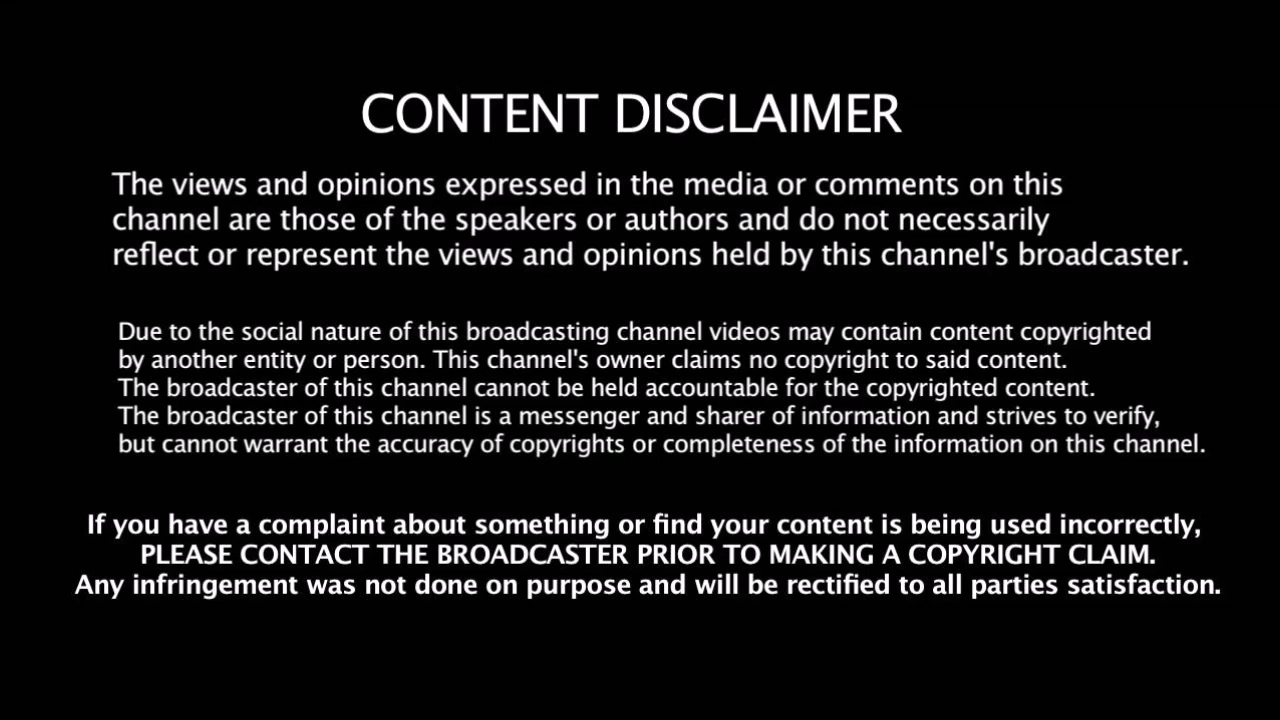 CONTENT DISCLAIMER
The views and opinions expressed in the media or comments on this
channel are those of the speakers or authors and do not necessarily
reflect or represent the views and opinions held by this channel's broadcaster.
Due to the social nature of this broadcasting channel videos may contain content copyrighted
by another entity or person. This channel's owner claims no copyright to said content.
The broadcaster of this channel cannot be held accountable for the copyrighted content.
The broadcaster of this channel is a messenger and sharer of information and strives to verify,
but cannot warrant the accuracy of copyrights or completeness of the information on this channel.
If you have a complaint about something or find your content is being used incorrectly,
PLEASE CONTACT THE BROADCASTER PRIOR TO MAKING A COPYRIGHT CLAIM.
Any infringement was not done on purpose and will be rectified to all parties satisfaction.